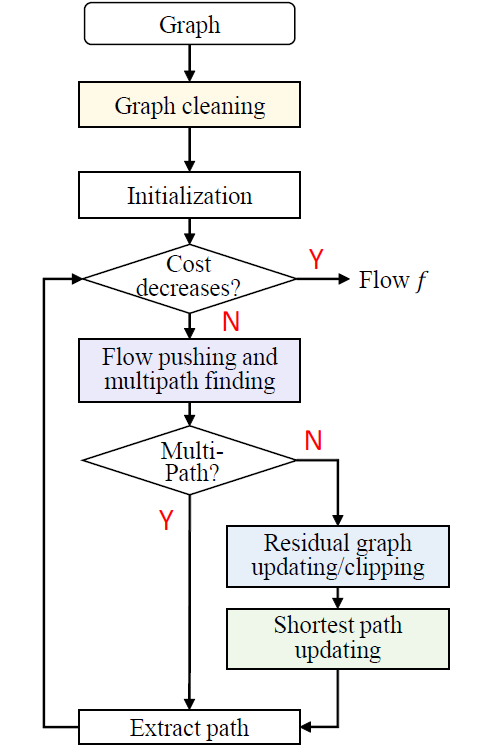 Graph
Graph cleaning
Initialization
Cost
decreases?
Y
Flow f
N
Flow pushing and
multipath finding
Multi-
Path?
N
Y
Residual graph
updating/clipping
Shortest path
updating
Extract path